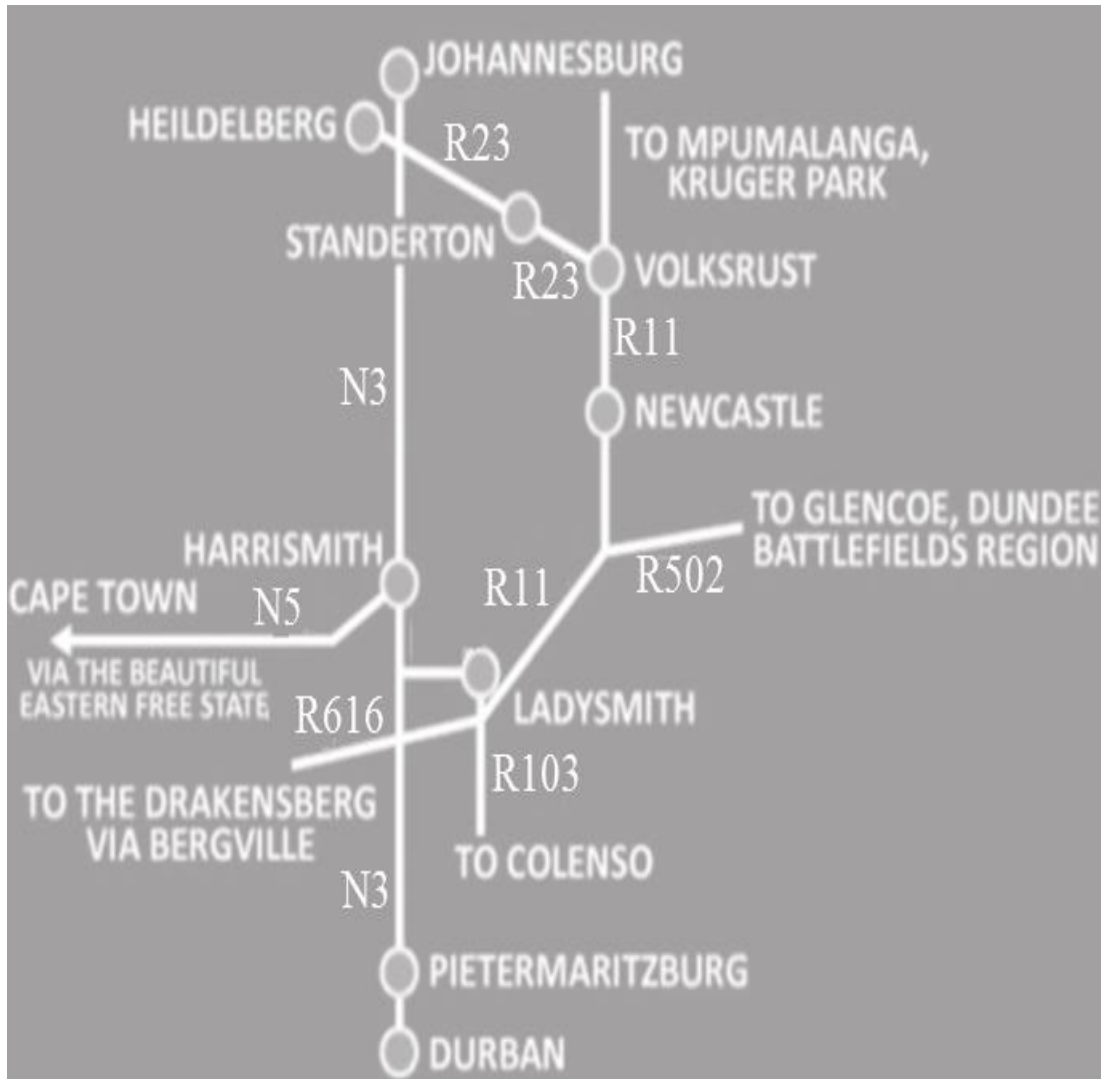 JOHANNESBURG
HEILDELBERG
R23
TO MPUMALANGA,
KRUGER PARK
STANDERTON
R23
VOLKSRUST
R11
N3
NEWCASTLE
TO GLENCOE, DUNDEE
BATTLEFIELDS REGION
HARRISMITH
R11
R502
CAPE TOWN
N5
VIA THE BEAUTIFUL
EASTERN FREE STATE
R616
LADYSMITH
R103
TO THE DRAKENSBERG
VIA BERGVILLE
TO COLENSO
N3
PIETERMARITZBURG
DURBAN